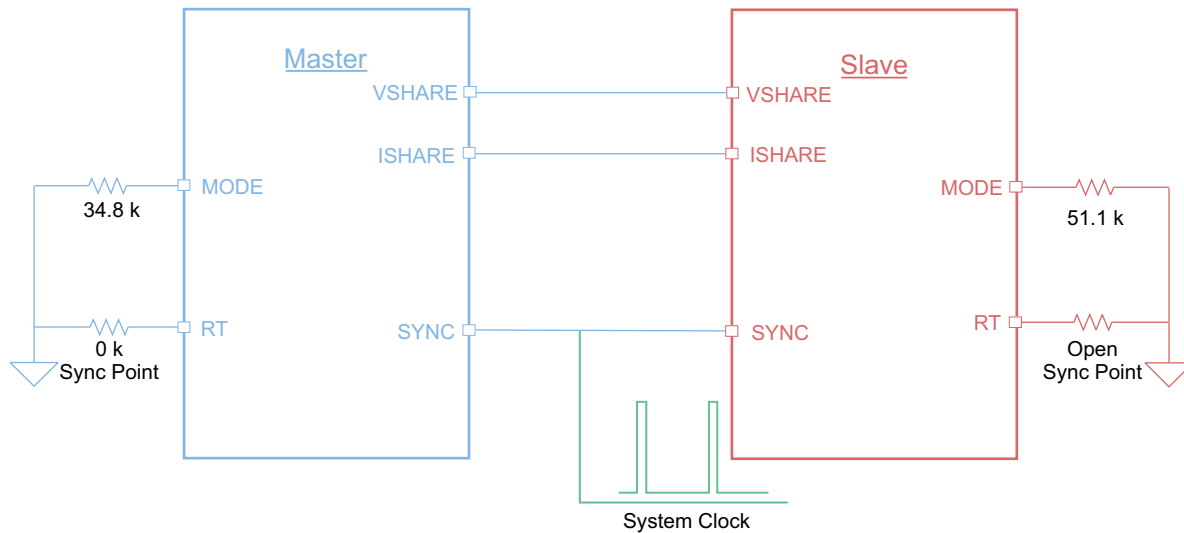 Master
VSHARE
ISHARE
MODE
34.8 k
RT
0 k
Sync Point
SYNC
Slave
VSHARE
ISHARE
MODE
51.1 k
SYNC
RT
Open
Sync Point
System Clock